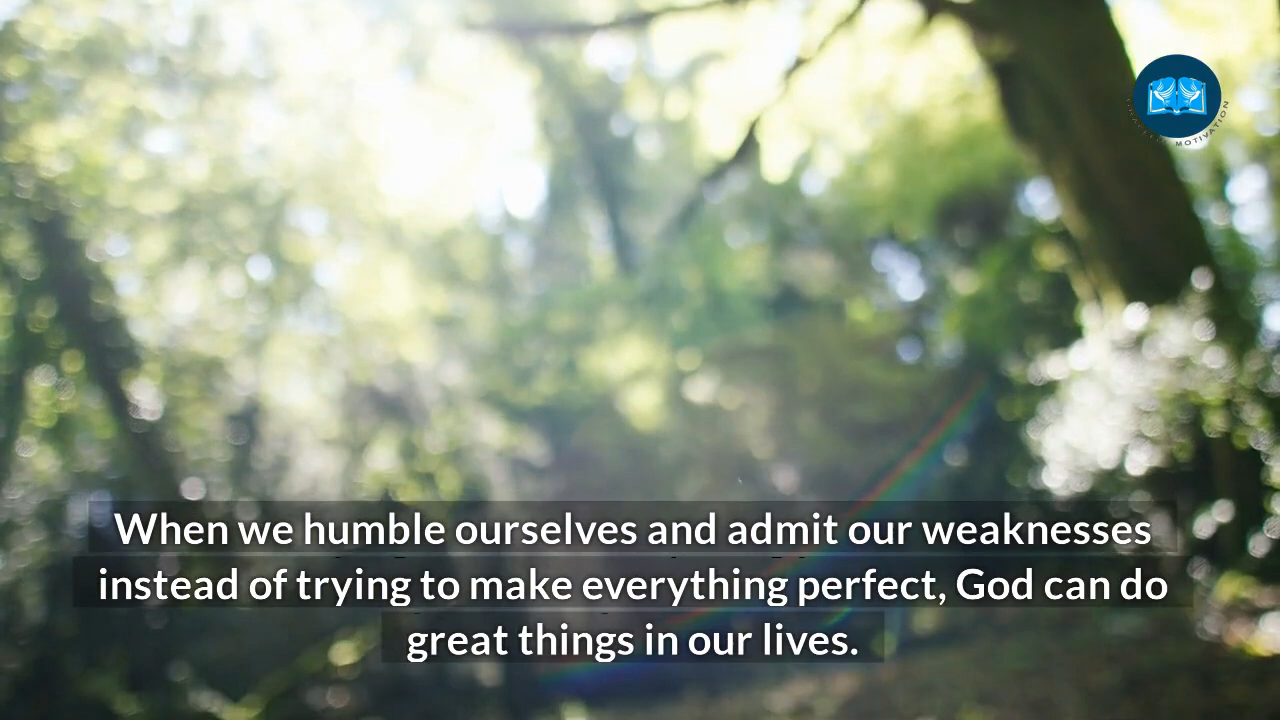 MOTIVATION
When we humble ourselves and admit our weaknesses
instead of trying to make everything perfect, God can do
great things in our lives.